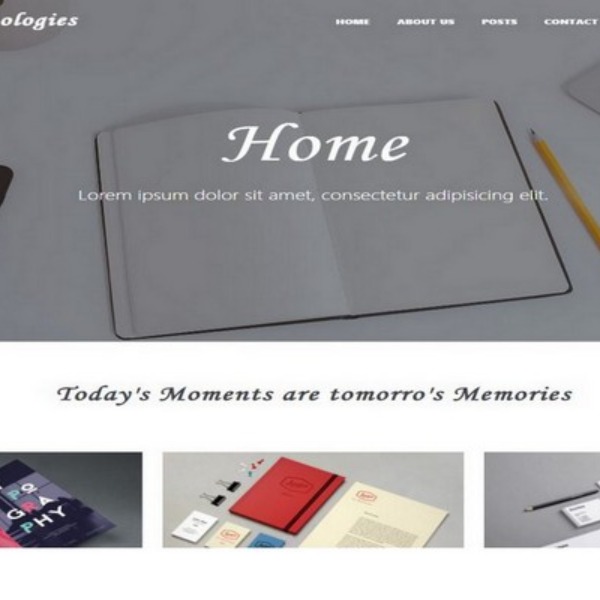 ologies
HOME ABOUT US POSTS CONTACT
Home
Lorem ipsum dolor sit amet, consectetur adipisicing elit.
Today's Moments are tomorro's Memories
PO
GRA
PHY